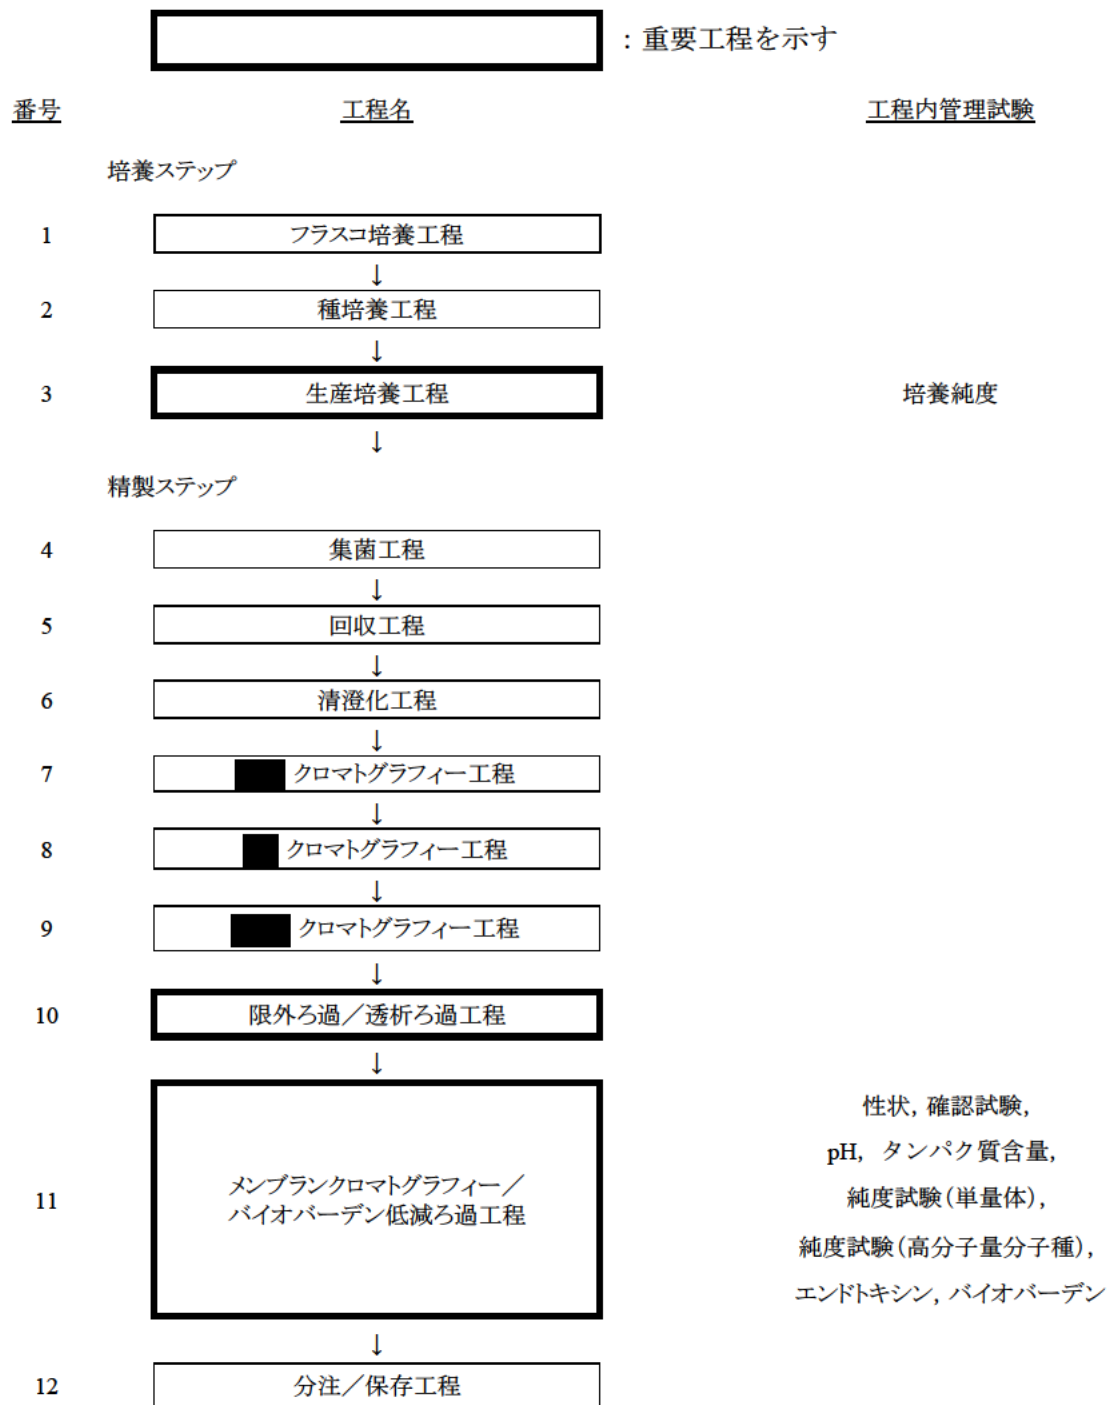 ：重要工程を示す
番号 工程名 工程内管理試験
培養ステップ
1 フラスコ培養工程
↓
2 種培養工程
↓
3 生産培養工程 培養純度
↓
精製ステップ
4 集菌工程
↓
5 回収工程
↓
6 清澄化工程
↓
7 クロマトグラフィー工程
↓
8 クロマトグラフィー工程
↓
9 クロマトグラフィー工程
↓
10 限外ろ過／透析ろ過工程
↓
11 メンブランクロマトグラフィー／
バイオバーデン低減ろ過工程
性状, 確認試験,
pH, タンパク質含量,
純度試験(単量体),
純度試験(高分子量分子種),
エンドトキシン, バイオバーデン
↓
12 分注／保存工程